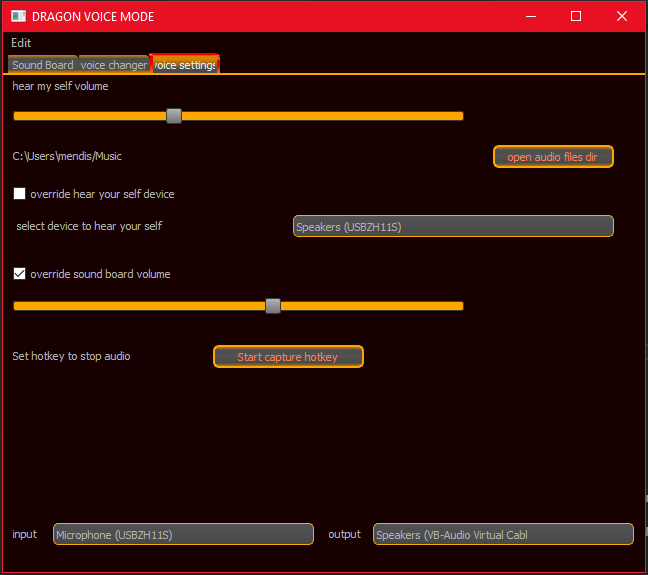 DRAGON VOICE MODE
Edit
Sound Board voice changer voice settings
hear my self volume
C:\Users\mendis/Music open audio files dir
override hear your self device
select device to hear your self Speakers (USBZH11S)
override sound board volume
Set hotkey to stop audio Start capture hotkey
input Microphone (USBZH11S) output Speakers (VB-Audio Virtual Cabl